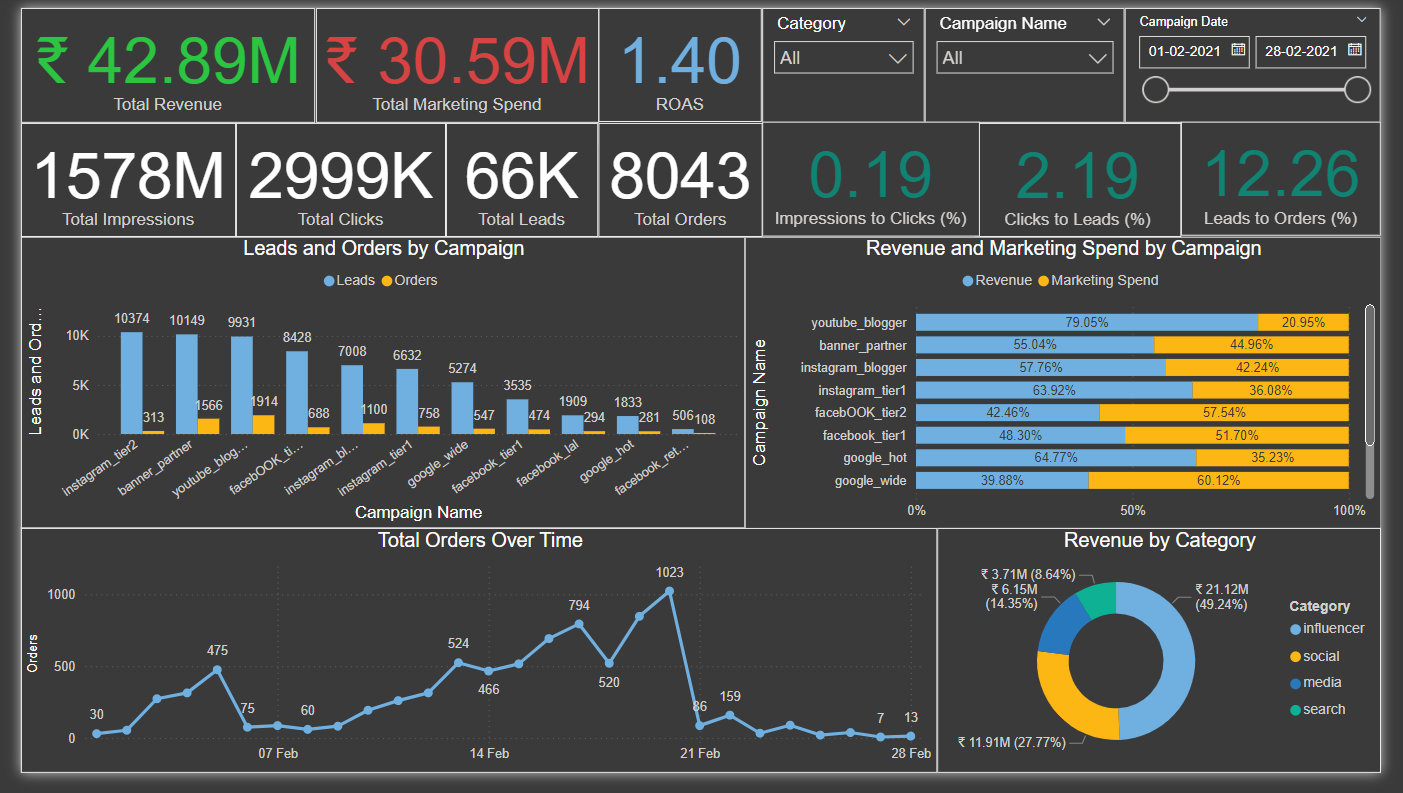 ₹ 42.89M
Total Revenue
₹ 30.59M
Total Marketing Spend
1.40
ROAS
Category
All
Campaign Name
All
Campaign Date
01-02-2021
28-02-2021
1578M
Total Impressions
2999K
Total Clicks
66K
Total Leads
8043
Total Orders
0.19
Impressions to Clicks (%)
2.19
Clicks to Leads (%)
12.26
Leads to Orders (%)
Leads and Orders by Campaign
Leads Orders
Leads and Ord...
10K
5K
0K
10374
313
10149
1566
9931
1914
8428
688
7008
1100
6632
758
5274
547
3535
474
1909
294
1833
281
506
108
instagram_tier2
banner_partner
youtube_blog...
facebOOK_ti...
instagram_bl...
instagram_tier1
google_wide
facebook_tier1
facebook_lal
google_hot
facebook_ret...
Campaign Name
Revenue and Marketing Spend by Campaign
Revenue Marketing Spend
Campaign Name
youtube_blogger 79.05% 20.95%
banner_partner 55.04% 44.96%
instagram_blogger 57.76% 42.24%
instagram_tier1 63.92% 36.08%
facebOOK_tier2 42.46% 57.54%
facebook_tier1 48.30% 51.70%
google_hot 64.77% 35.23%
google_wide 39.88% 60.12%
0% 50% 100%
Total Orders Over Time
Orders
1000
500
0
30
475
75
60
524
466
794
520
1023
86
159
7
13
07 Feb 14 Feb 21 Feb 28 Feb
Revenue by Category
₹ 3.71M (8.64%)
₹ 6.15M
(14.35%)
₹ 21.12M
(49.24%)
₹ 11.91M (27.77%)
Category
influencer
social
media
search